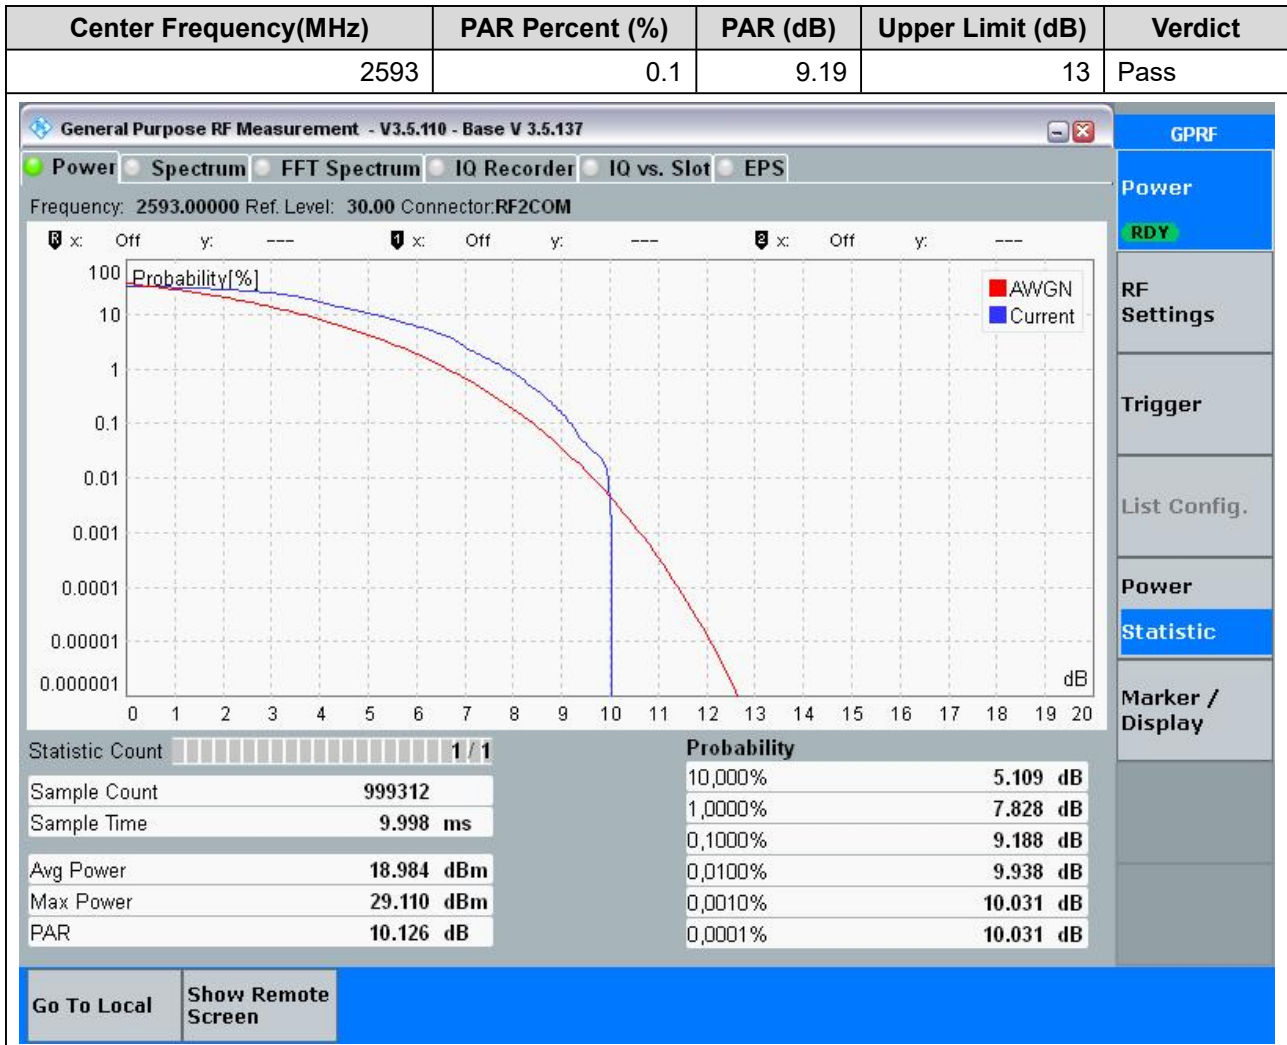 Center Frequency(MHz) PAR Percent (%) PAR (dB) Upper Limit (dB) Verdict
2593 0.1 9.19 13 Pass
General Purpose RF Measurement - V3.5.110 - Base V 3.5.137
GPRF
Power Spectrum FFT Spectrum IQ Recorder IQ vs. Slot EPS
Frequency: 2593.00000 Ref. Level: 30.00 Connector:RF2COM
R x: Off y: --- 1 x: Off y: --- 2 x: Off y: ---
Probability[%]
AWGN
Current
100
10
1
0.1
0.01
0.001
0.0001
0.00001
0.000001
dB
0 1 2 3 4 5 6 7 8 9 10 11 12 13 14 15 16 17 18 19 20
Statistic Count 1 / 1
Sample Count 999312
Sample Time 9.998 ms
Avg Power 18.984 dBm
Max Power 29.110 dBm
PAR 10.126 dB
Probability
10,000% 5.109 dB
1,0000% 7.828 dB
0,1000% 9.188 dB
0,0100% 9.938 dB
0,0010% 10.031 dB
0,0001% 10.031 dB
Power
RDY
RF
Settings
Trigger
List Config.
Power
Statistic
Marker /
Display
Go To Local
Show Remote
Screen